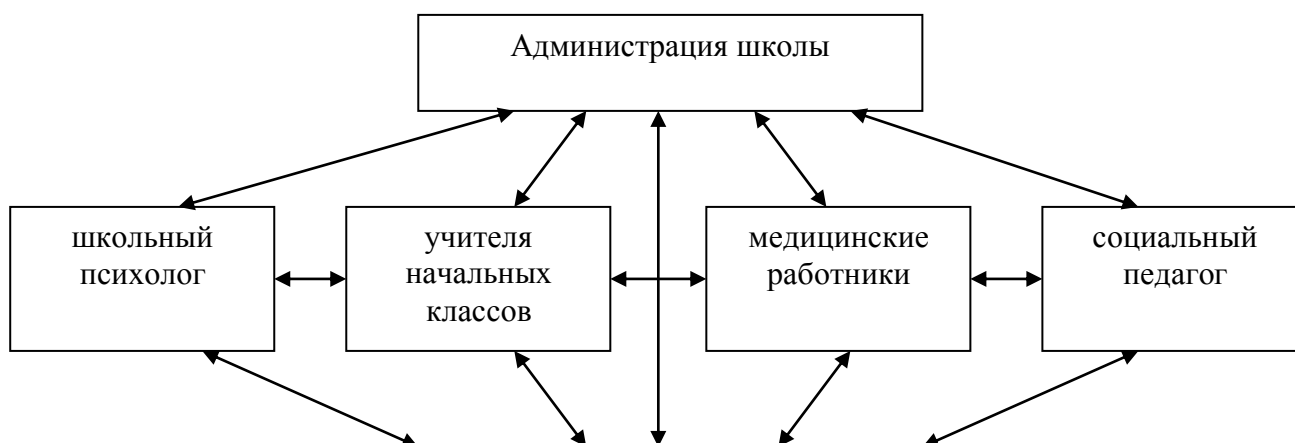 Администрация школы
школьный
психолог
учителя
начальных
классов
медицинские
работники
социальный
педагог